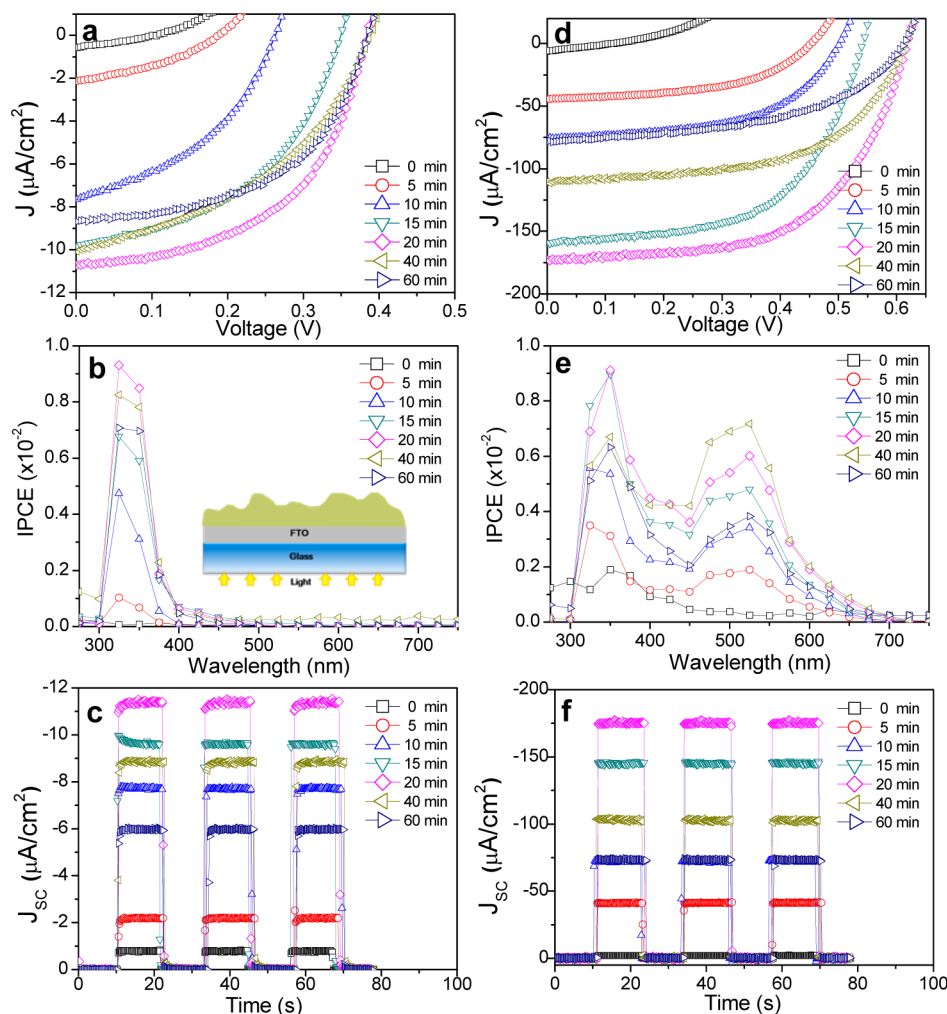 a
0
-2
-4
-6
-8
-10
-12
J (μA/cm²)
0.0 0.1 0.2 0.3 0.4 0.5
Voltage (V)
0 min
5 min
10 min
15 min
20 min
40 min
60 min
d
0
-50
-100
-150
-200
J (μA/cm²)
0.0 0.1 0.2 0.3 0.4 0.5 0.6
Voltage (V)
0 min
5 min
10 min
15 min
20 min
40 min
60 min
b
1.0
0.8
0.6
0.4
0.2
0.0
IPCE (x10⁻²)
300 400 500 600 700
Wavelength (nm)
0 min
5 min
10 min
15 min
20 min
40 min
60 min
FTO
Glass
Light
e
1.0
0.8
0.6
0.4
0.2
0.0
IPCE (x10⁻²)
300 400 500 600 700
Wavelength (nm)
0 min
5 min
10 min
15 min
20 min
40 min
60 min
c
-12
-10
-8
-6
-4
-2
0
JSC (μA/cm²)
0 20 40 60 80 100
Time (s)
0 min
5 min
10 min
15 min
20 min
40 min
60 min
f
-200
-150
-100
-50
0
JSC (μA/cm²)
0 20 40 60 80 100
Time (s)
0 min
5 min
10 min
15 min
20 min
40 min
60 min